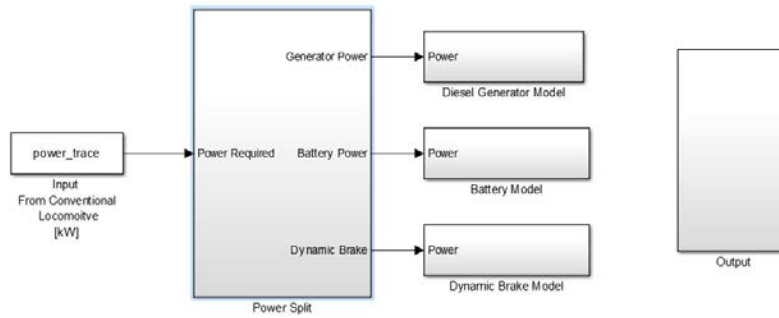 Generator Power
Power
Diesel Generator Model
power_trace
Power Required
Battery Power
Power
Input
From Conventional
Locomoitve
[kW]
Battery Model
Dynamic Brake
Power
Dynamic Brake Model
Output
Power Split